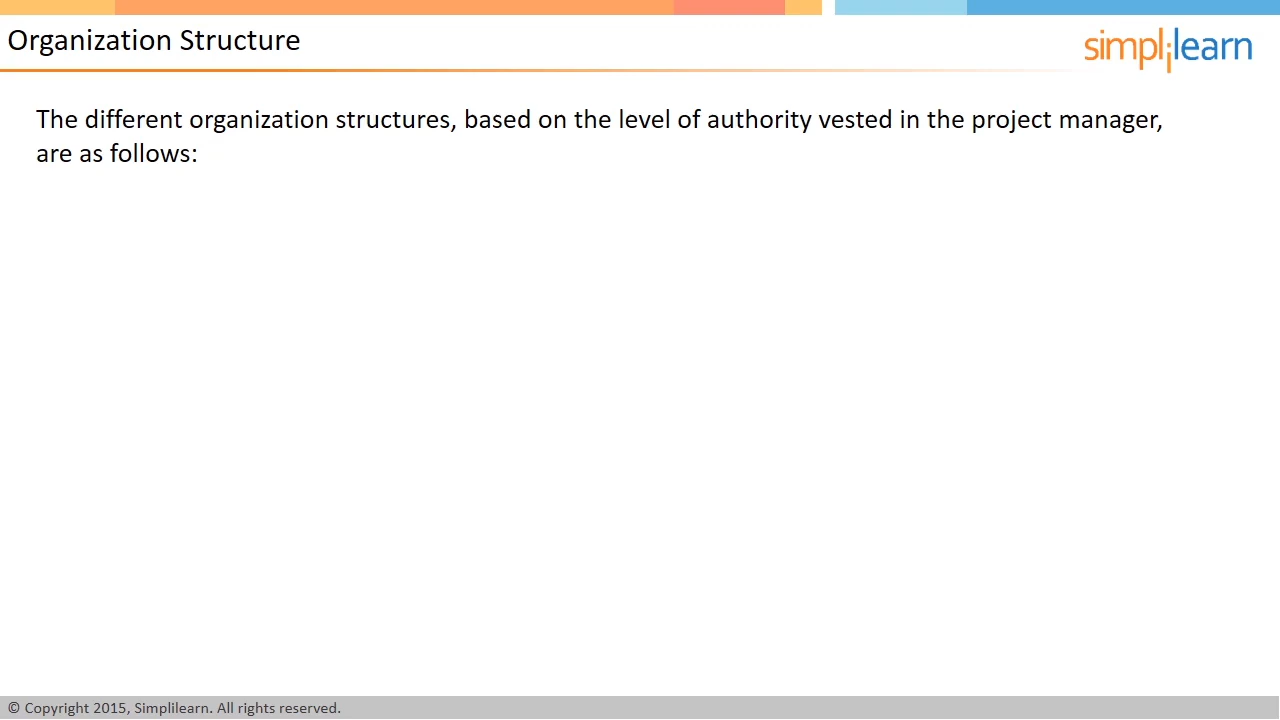 Organization Structure
simplilearn
The different organization structures, based on the level of authority vested in the project manager,
are as follows:
© Copyright 2015, Simplilearn. All rights reserved.